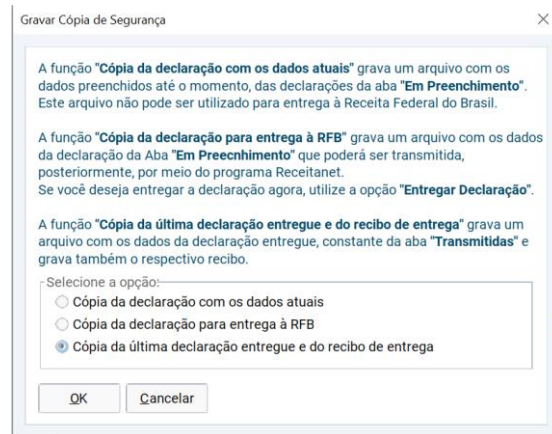 Gravar Cópia de Segurança
A função "Cópia da declaração com os dados atuais" grava um arquivo com os
dados preenchidos até o momento, das declarações da aba "Em Preenchimento".
Este arquivo não pode ser utilizado para entrega à Receita Federal do Brasil.
A função "Cópia da declaração para entrega à RFB" grava um arquivo com os dados
da declaração da Aba "Em Preecnhimento" que poderá ser transmitida,
posteriormente, por meio do programa Receitanet.
Se você deseja entregar a declaração agora, utilize a opção "Entregar Declaração".
A função "Cópia da última declaração entregue e do recibo de entrega" grava um
arquivo com os dados da declaração entregue, constante da aba "Transmitidas" e
grava também o respectivo recibo.
Selecione a opção:
Cópia da declaração com os dados atuais
Cópia da declaração para entrega à RFB
Cópia da última declaração entregue e do recibo de entrega
OK Cancelar